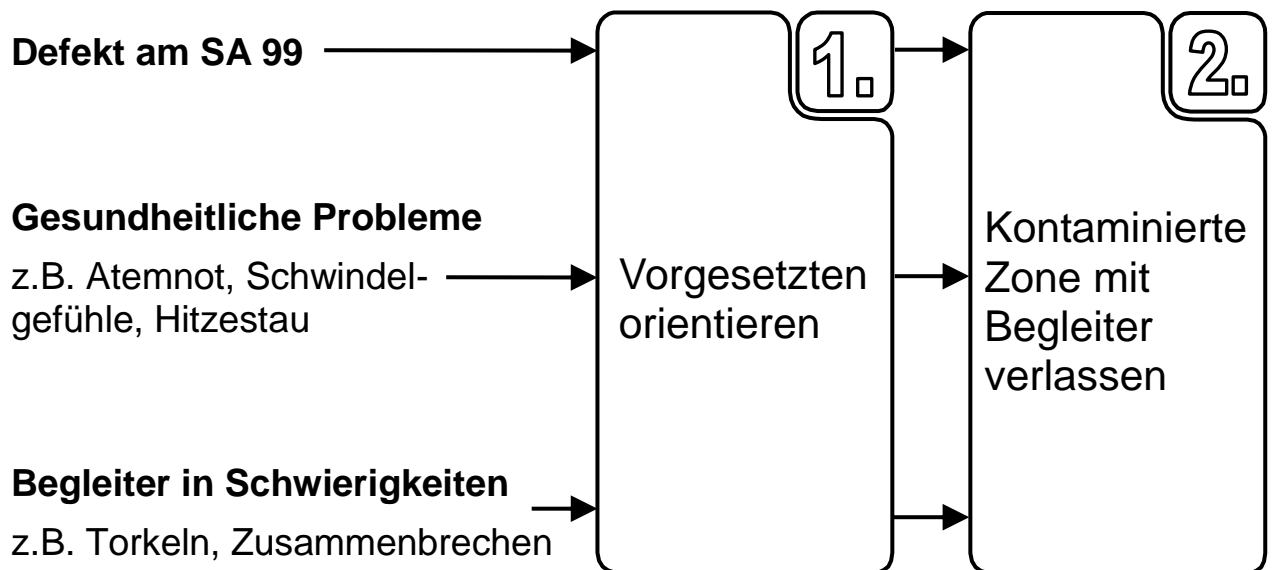 Defekt am SA 99
1.
2.
Gesundheitliche Probleme
z.B. Atemnot, Schwindel-
gefühle, Hitzestau
Vorgesetzten
orientieren
Kontaminierte
Zone mit
Begleiter
verlassen
Begleiter in Schwierigkeiten
z.B. Torkeln, Zusammenbrechen